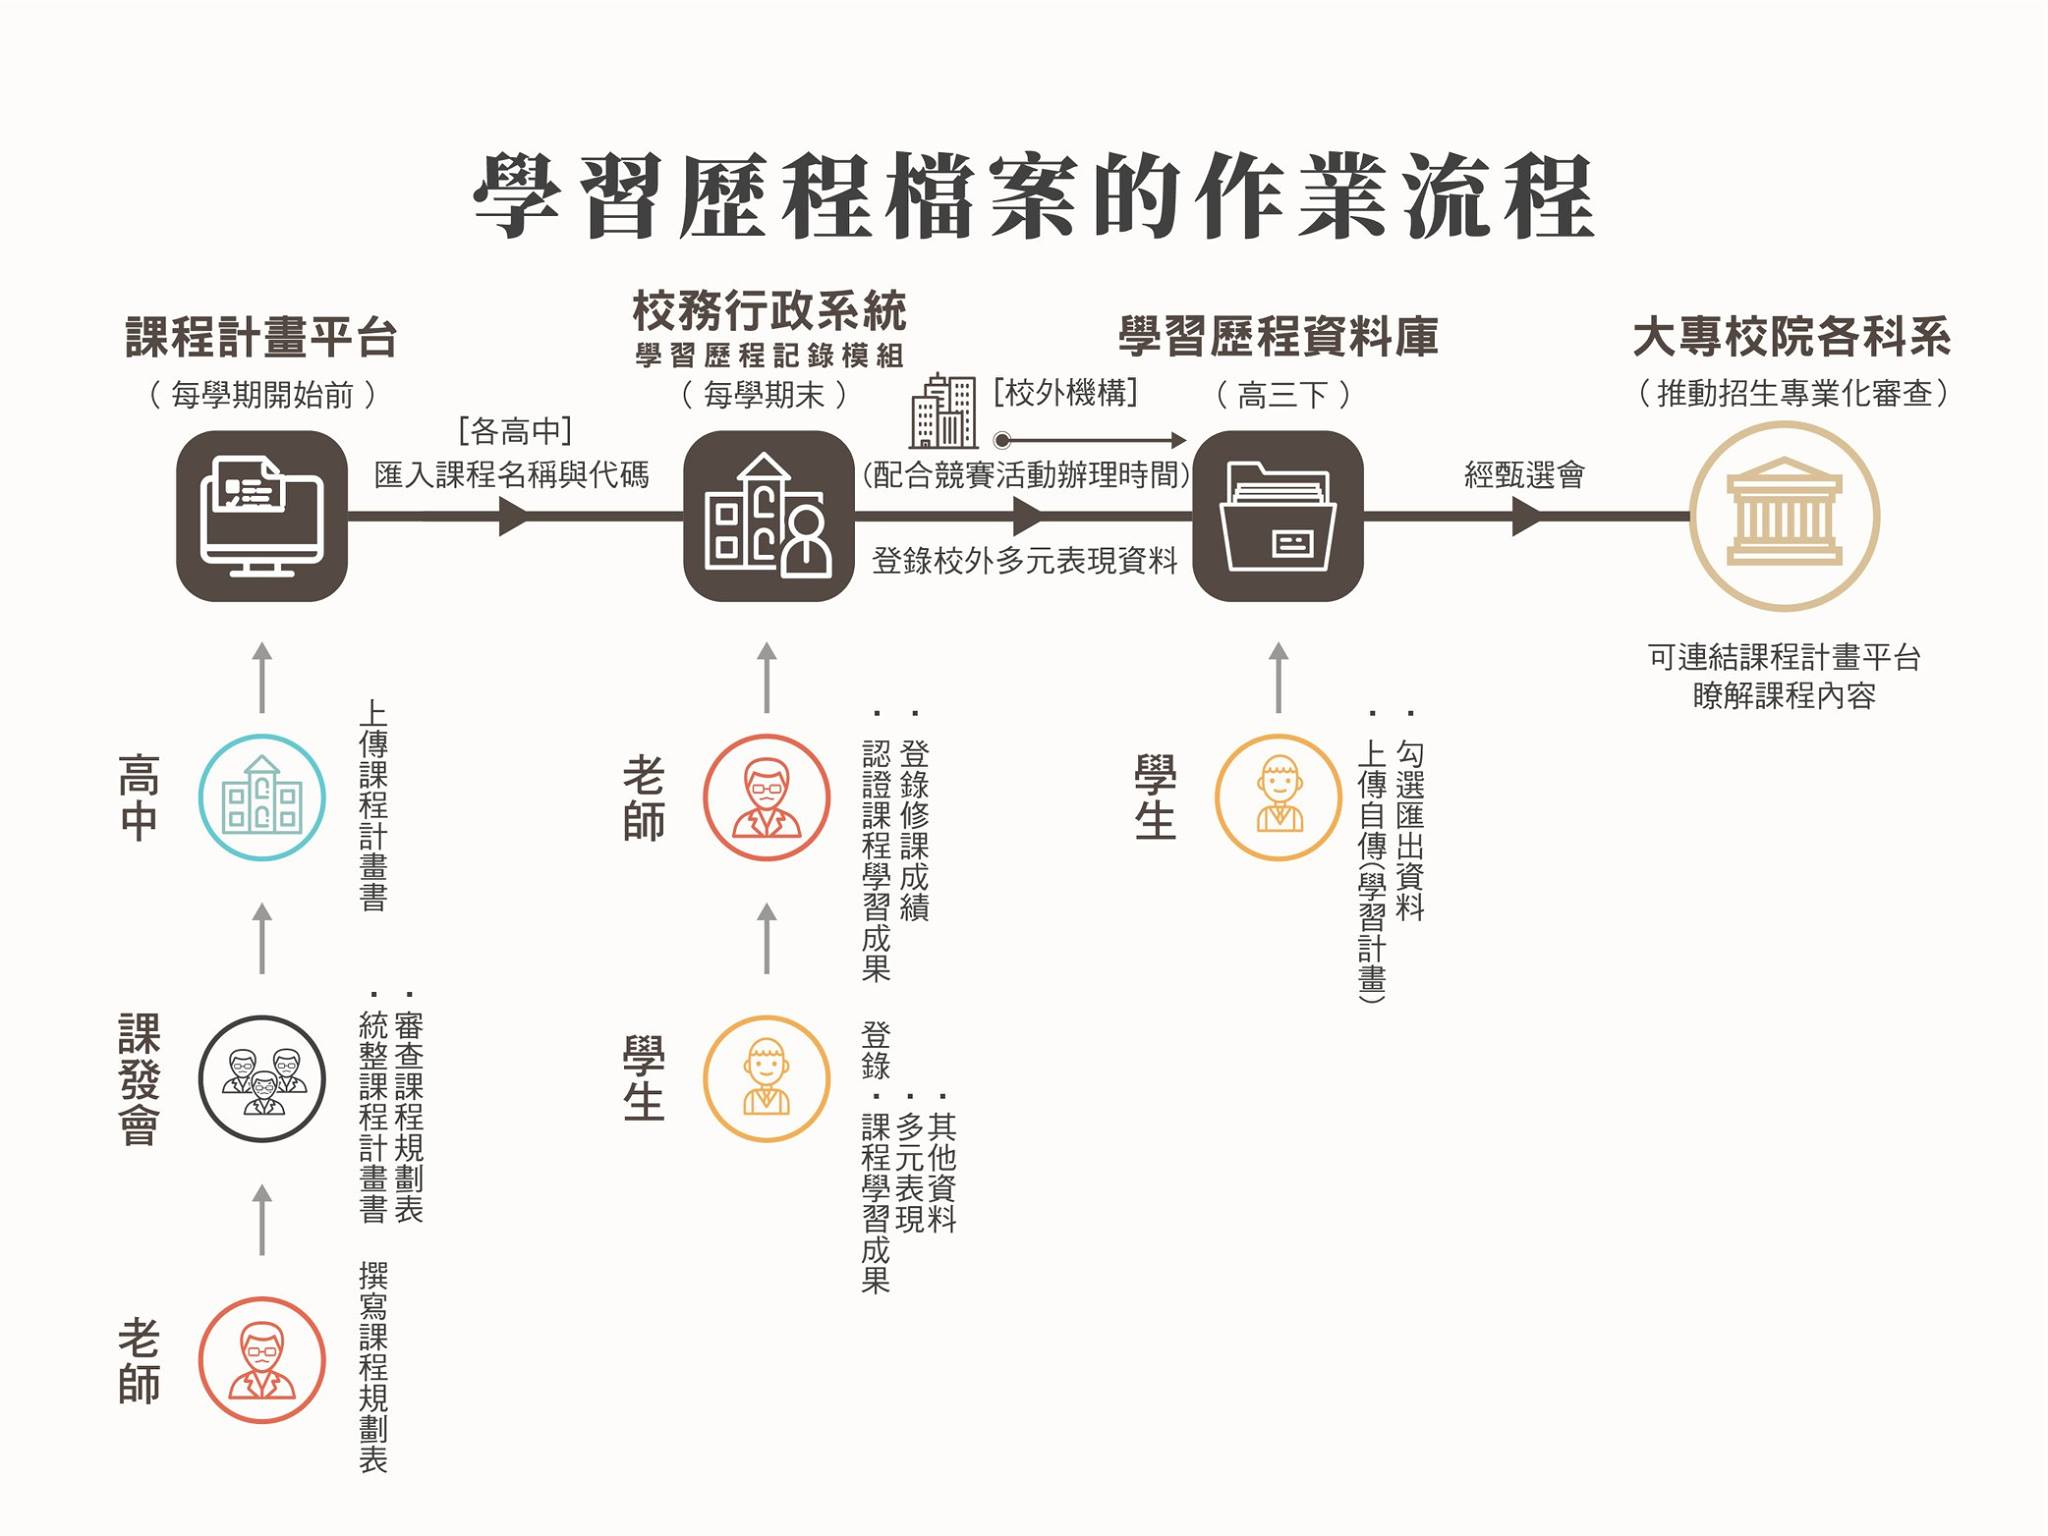 學習歷程檔案的作業流程
課程計畫平台
（每學期開始前）
[各高中]
匯入課程名稱與代碼
校務行政系統
學習歷程記錄模組
（每學期末）
[校外機構]
（配合競賽活動辦理時間）
登錄校外多元表現資料
學習歷程資料庫
（高三下）
經甄選會
大專校院各科系
（推動招生專業化審查）
可連結課程計畫平台
瞭解課程內容
高中
上傳課程計畫書
課發會
．審查課程規劃表
．統整課程計畫書
老師
撰寫課程規劃表
老師
．登錄修課成績
．認證課程學習成果
學生
登錄
．其他資料
．多元表現
．課程學習成果
學生
．勾選匯出資料
．上傳自傳（學習計畫）